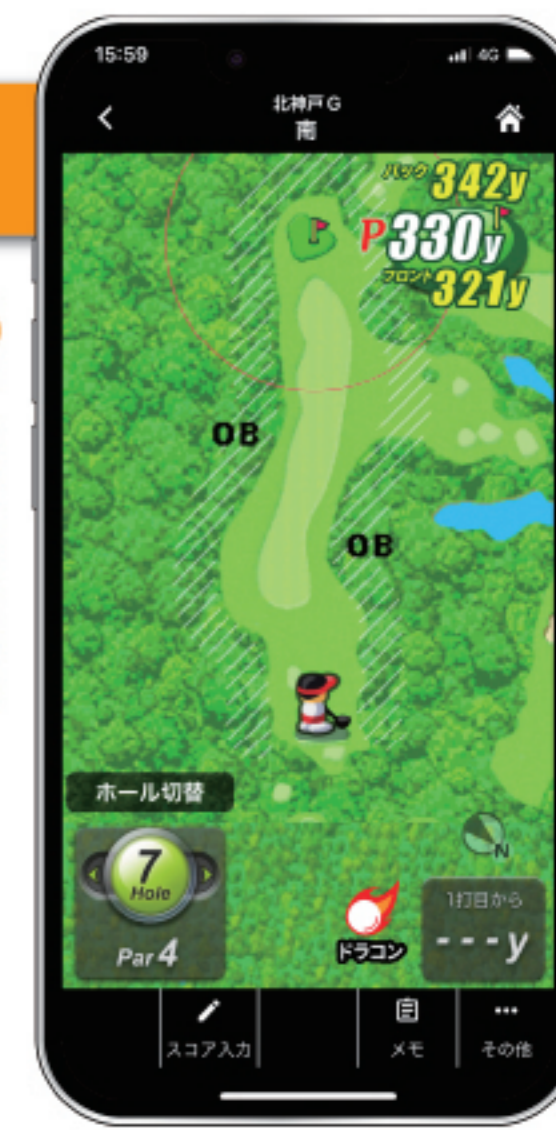 15:59
4G
北神戸G
南
バック342y
P330y
フロント321y
OB
OB
ホール切替
7
Hole
Par 4
N
ドラコン
1打目から
---y
スコア入力
メモ
その他